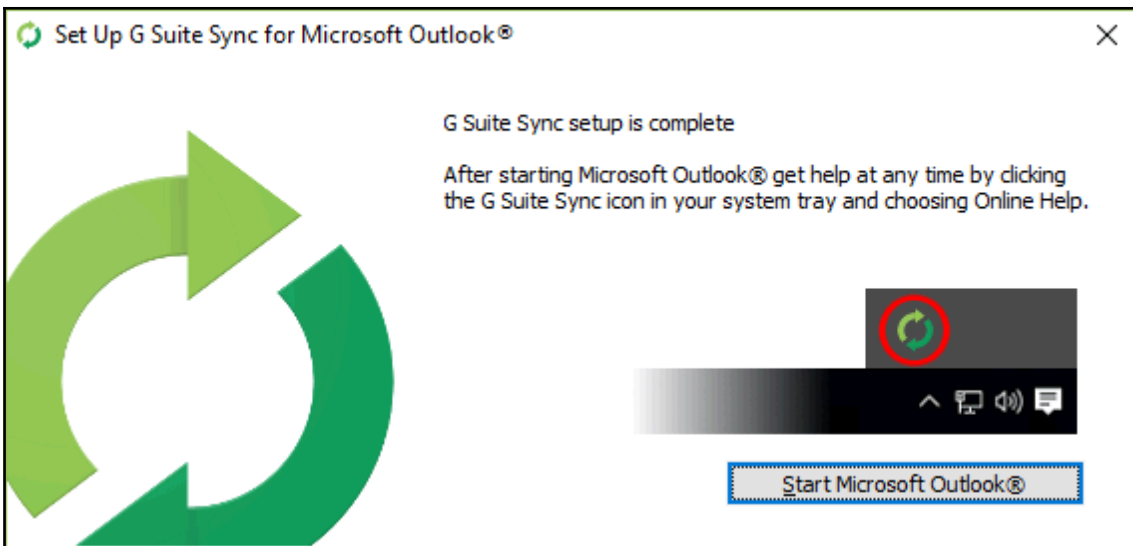 Set Up G Suite Sync for Microsoft Outlook®
G Suite Sync setup is complete
After starting Microsoft Outlook® get help at any time by clicking
the G Suite Sync icon in your system tray and choosing Online Help.
Start Microsoft Outlook®